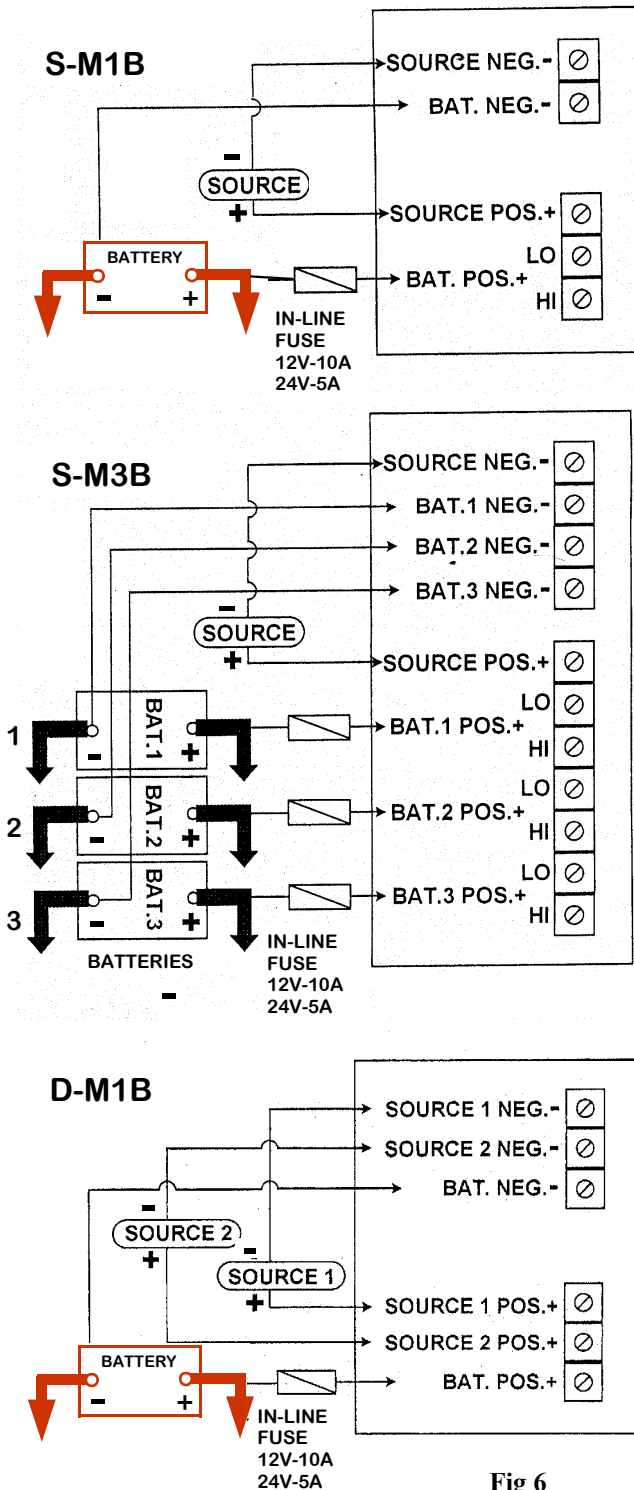 S-M1B
SOURCE NEG.-
BAT. NEG.-
-
SOURCE
+
SOURCE POS.+
BATTERY
LO
- +
BAT. POS.+
HI
IN-LINE
FUSE
12V-10A
24V-5A
S-M3B
SOURCE NEG.-
BAT.1 NEG.-
BAT.2 NEG.-
BAT.3 NEG.-
-
SOURCE
+
SOURCE POS.+
LO
1
BAT.1
- +
BAT.1 POS.+
HI
LO
2
BAT.2
- +
BAT.2 POS.+
HI
LO
3
BAT.3
- +
BAT.3 POS.+
HI
BATTERIES
-
IN-LINE
FUSE
12V-10A
24V-5A
D-M1B
SOURCE 1 NEG.-
SOURCE 2 NEG.-
BAT. NEG.-
-
SOURCE 2
+
-
SOURCE 1
+
SOURCE 1 POS.+
SOURCE 2 POS.+
BATTERY
- +
BAT. POS.+
IN-LINE
FUSE
12V-10A
24V-5A
Fig 6